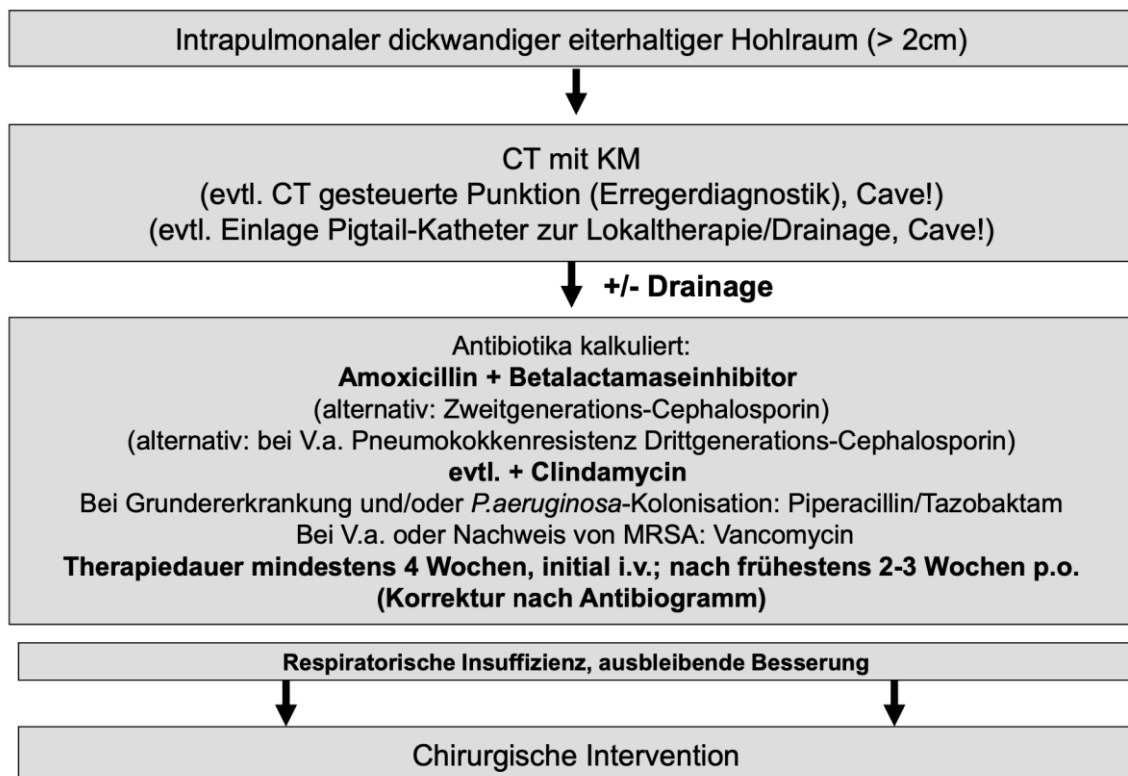 Intrapulmonaler dickwandiger eiterhaltiger Hohlraum (> 2cm)
CT mit KM
(evtl. CT gesteuerte Punktion (Erregerdiagnostik), Cave!)
(evtl. Einlage Pigtail-Katheter zur Lokaltherapie/Drainage, Cave!)
+/- Drainage
Antibiotika kalkuliert:
Amoxicillin + Betalactamaseinhibitor
(alternativ: Zweitgenerations-Cephalosporin)
(alternativ: bei V.a. Pneumokokkenresistenz Drittgenerations-Cephalosporin)
evtl. + Clindamycin
Bei Grundererkrankung und/oder P.aeruginosa-Kolonisation: Piperacillin/Tazobaktam
Bei V.a. oder Nachweis von MRSA: Vancomycin
Therapiedauer mindestens 4 Wochen, initial i.v.; nach frühestens 2-3 Wochen p.o.
(Korrektur nach Antibiogramm)
Respiratorische Insuffizienz, ausbleibende Besserung
Chirurgische Intervention